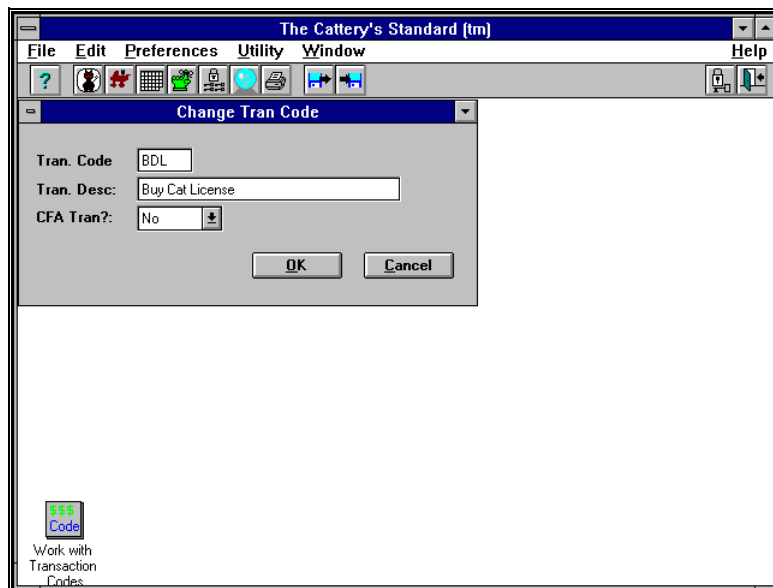 The Cattery's Standard (tm)
File Edit Preferences Utility Window Help
?
Change Tran Code
Tran. Code BDL
Tran. Desc: Buy Cat License
CFA Tran?: No
OK Cancel
$$$
Code
Work with
Transaction
Codes